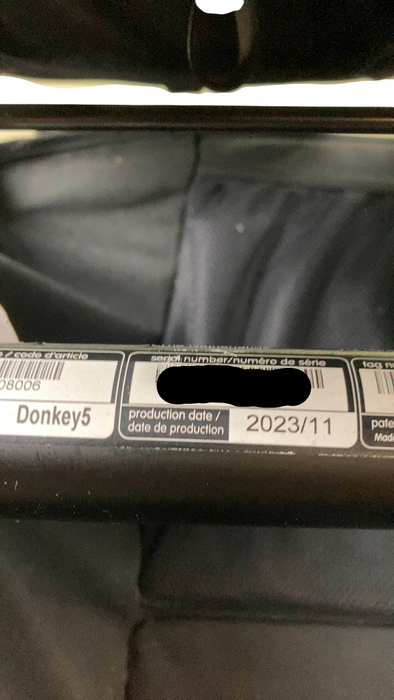 / code d'article
08006
Donkey5
serial number/numéro de série
production date /
date de production
2023/11
tag n
pate
Made